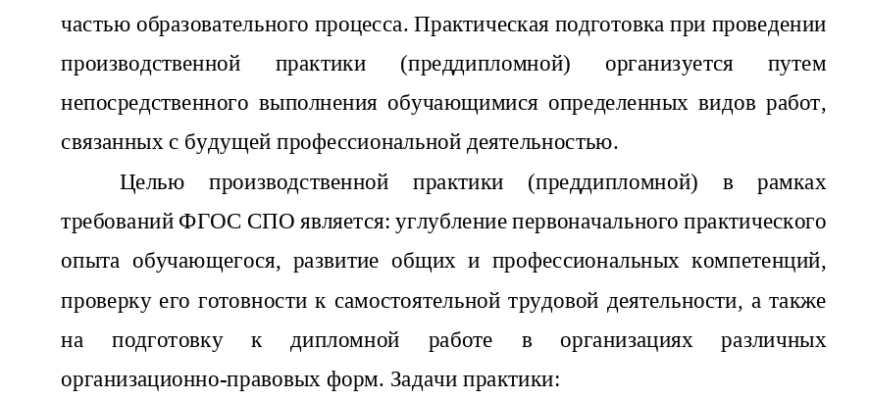 частью образовательного процесса. Практическая подготовка при проведении
производственной практики (преддипломной) организуется путем
непосредственного выполнения обучающимися определенных видов работ,
связанных с будущей профессиональной деятельностью.
Целью производственной практики (преддипломной) в рамках
требований ФГОС СПО является: углубление первоначального практического
опыта обучающегося, развитие общих и профессиональных компетенций,
проверку его готовности к самостоятельной трудовой деятельности, а также
на подготовку к дипломной работе в организациях различных
организационно-правовых форм. Задачи практики: